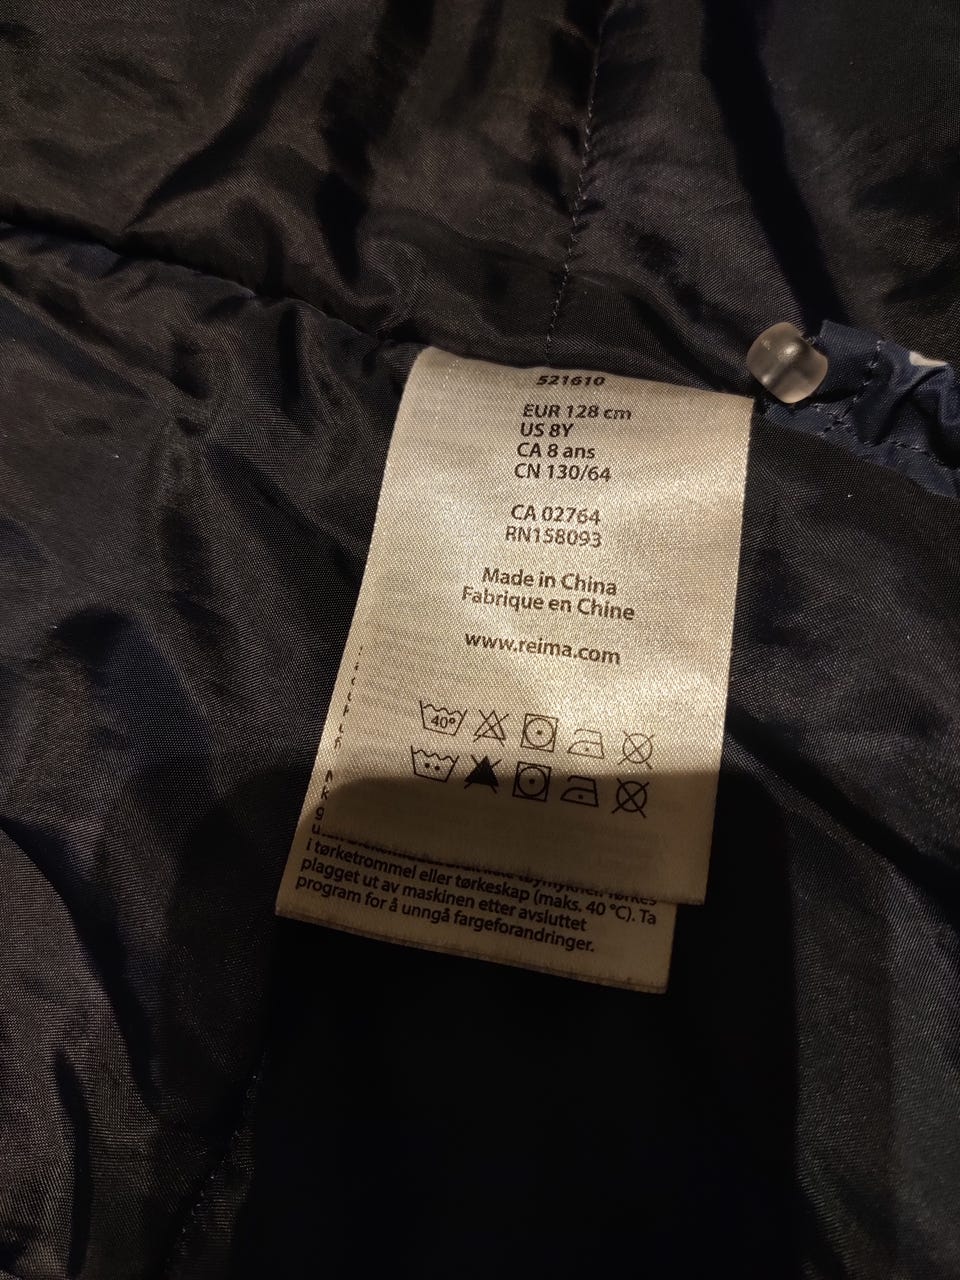 521610
EUR 128 cm
US 8Y
CA 8 ans
CN 130/64
CA 02764
RN158093
Made in China
Fabrique en Chine
www.reima.com
40°
i tørketrommel eller tørkeskap (maks. 40 °C). Ta
plagget ut av maskinen etter avsluttet
program for å unngå fargeforandringer.